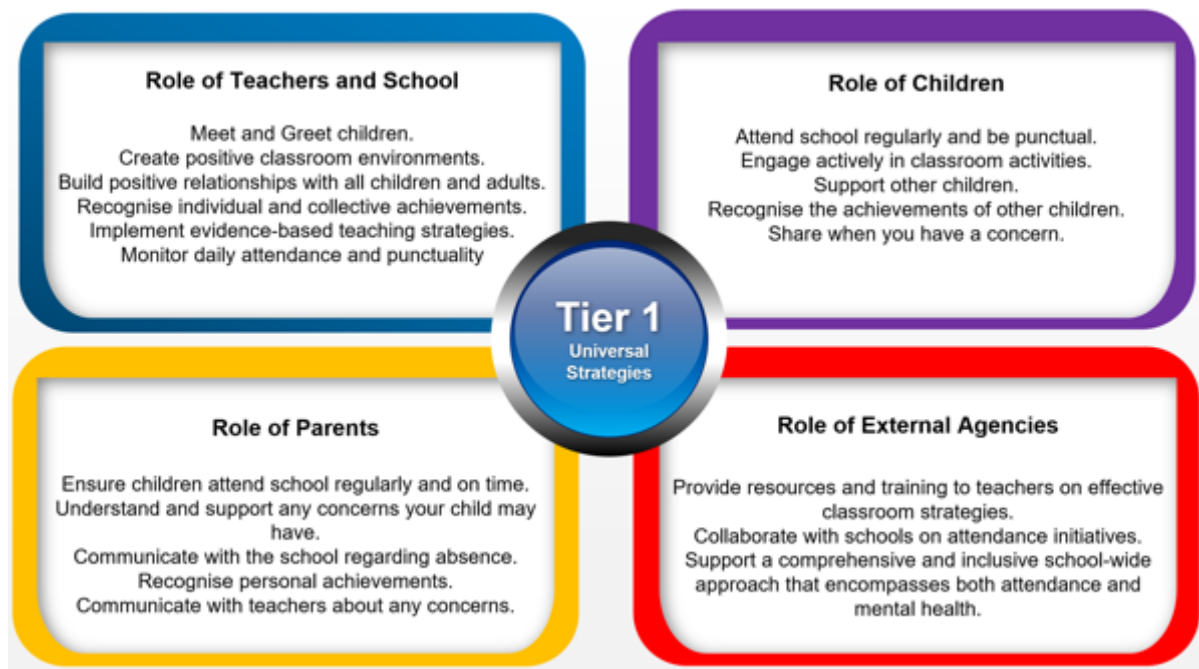 Role of Teachers and School
Meet and Greet children.
Create positive classroom environments.
Build positive relationships with all children and adults.
Recognise individual and collective achievements.
Implement evidence-based teaching strategies.
Monitor daily attendance and punctuality
Role of Children
Attend school regularly and be punctual.
Engage actively in classroom activities.
Support other children.
Recognise the achievements of other children.
Share when you have a concern.
Tier 1
Universal
Strategies
Role of Parents
Ensure children attend school regularly and on time.
Understand and support any concerns your child may
have.
Communicate with the school regarding absence.
Recognise personal achievements.
Communicate with teachers about any concerns.
Role of External Agencies
Provide resources and training to teachers on effective
classroom strategies.
Collaborate with schools on attendance initiatives.
Support a comprehensive and inclusive school-wide
approach that encompasses both attendance and
mental health.